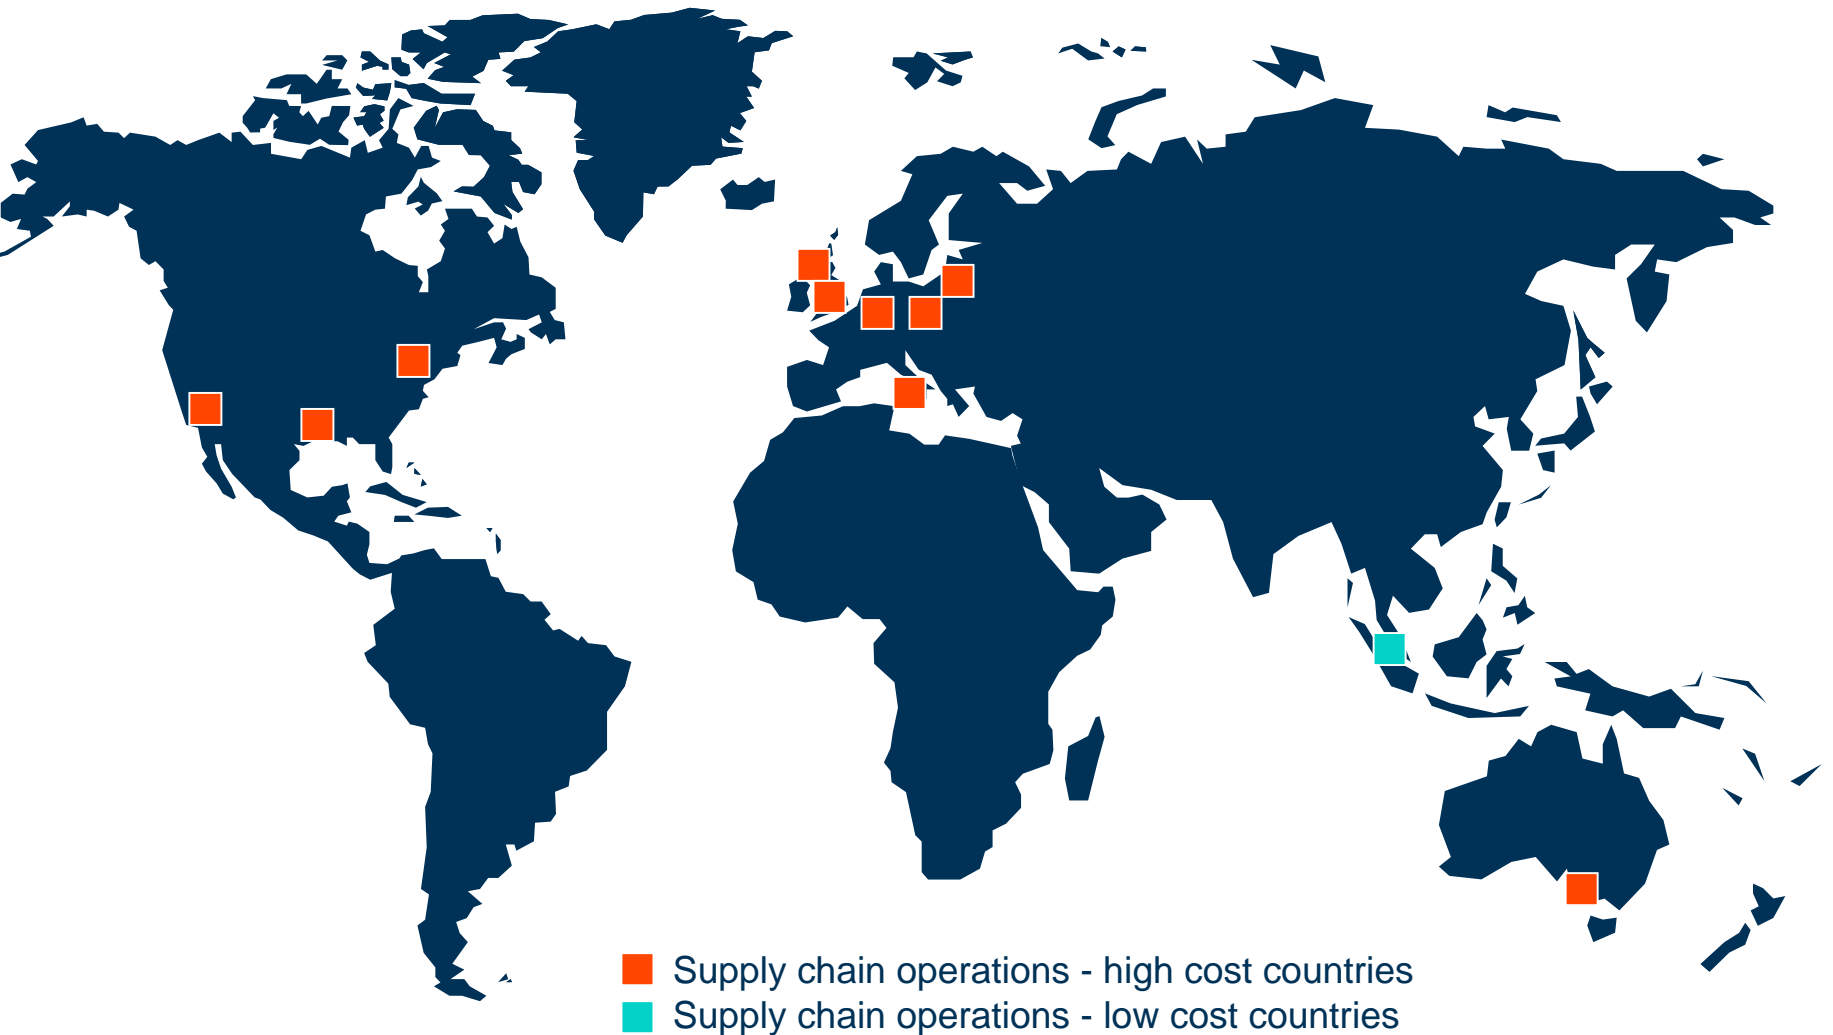 Supply chain operations - high cost countries
Supply chain operations - low cost countries